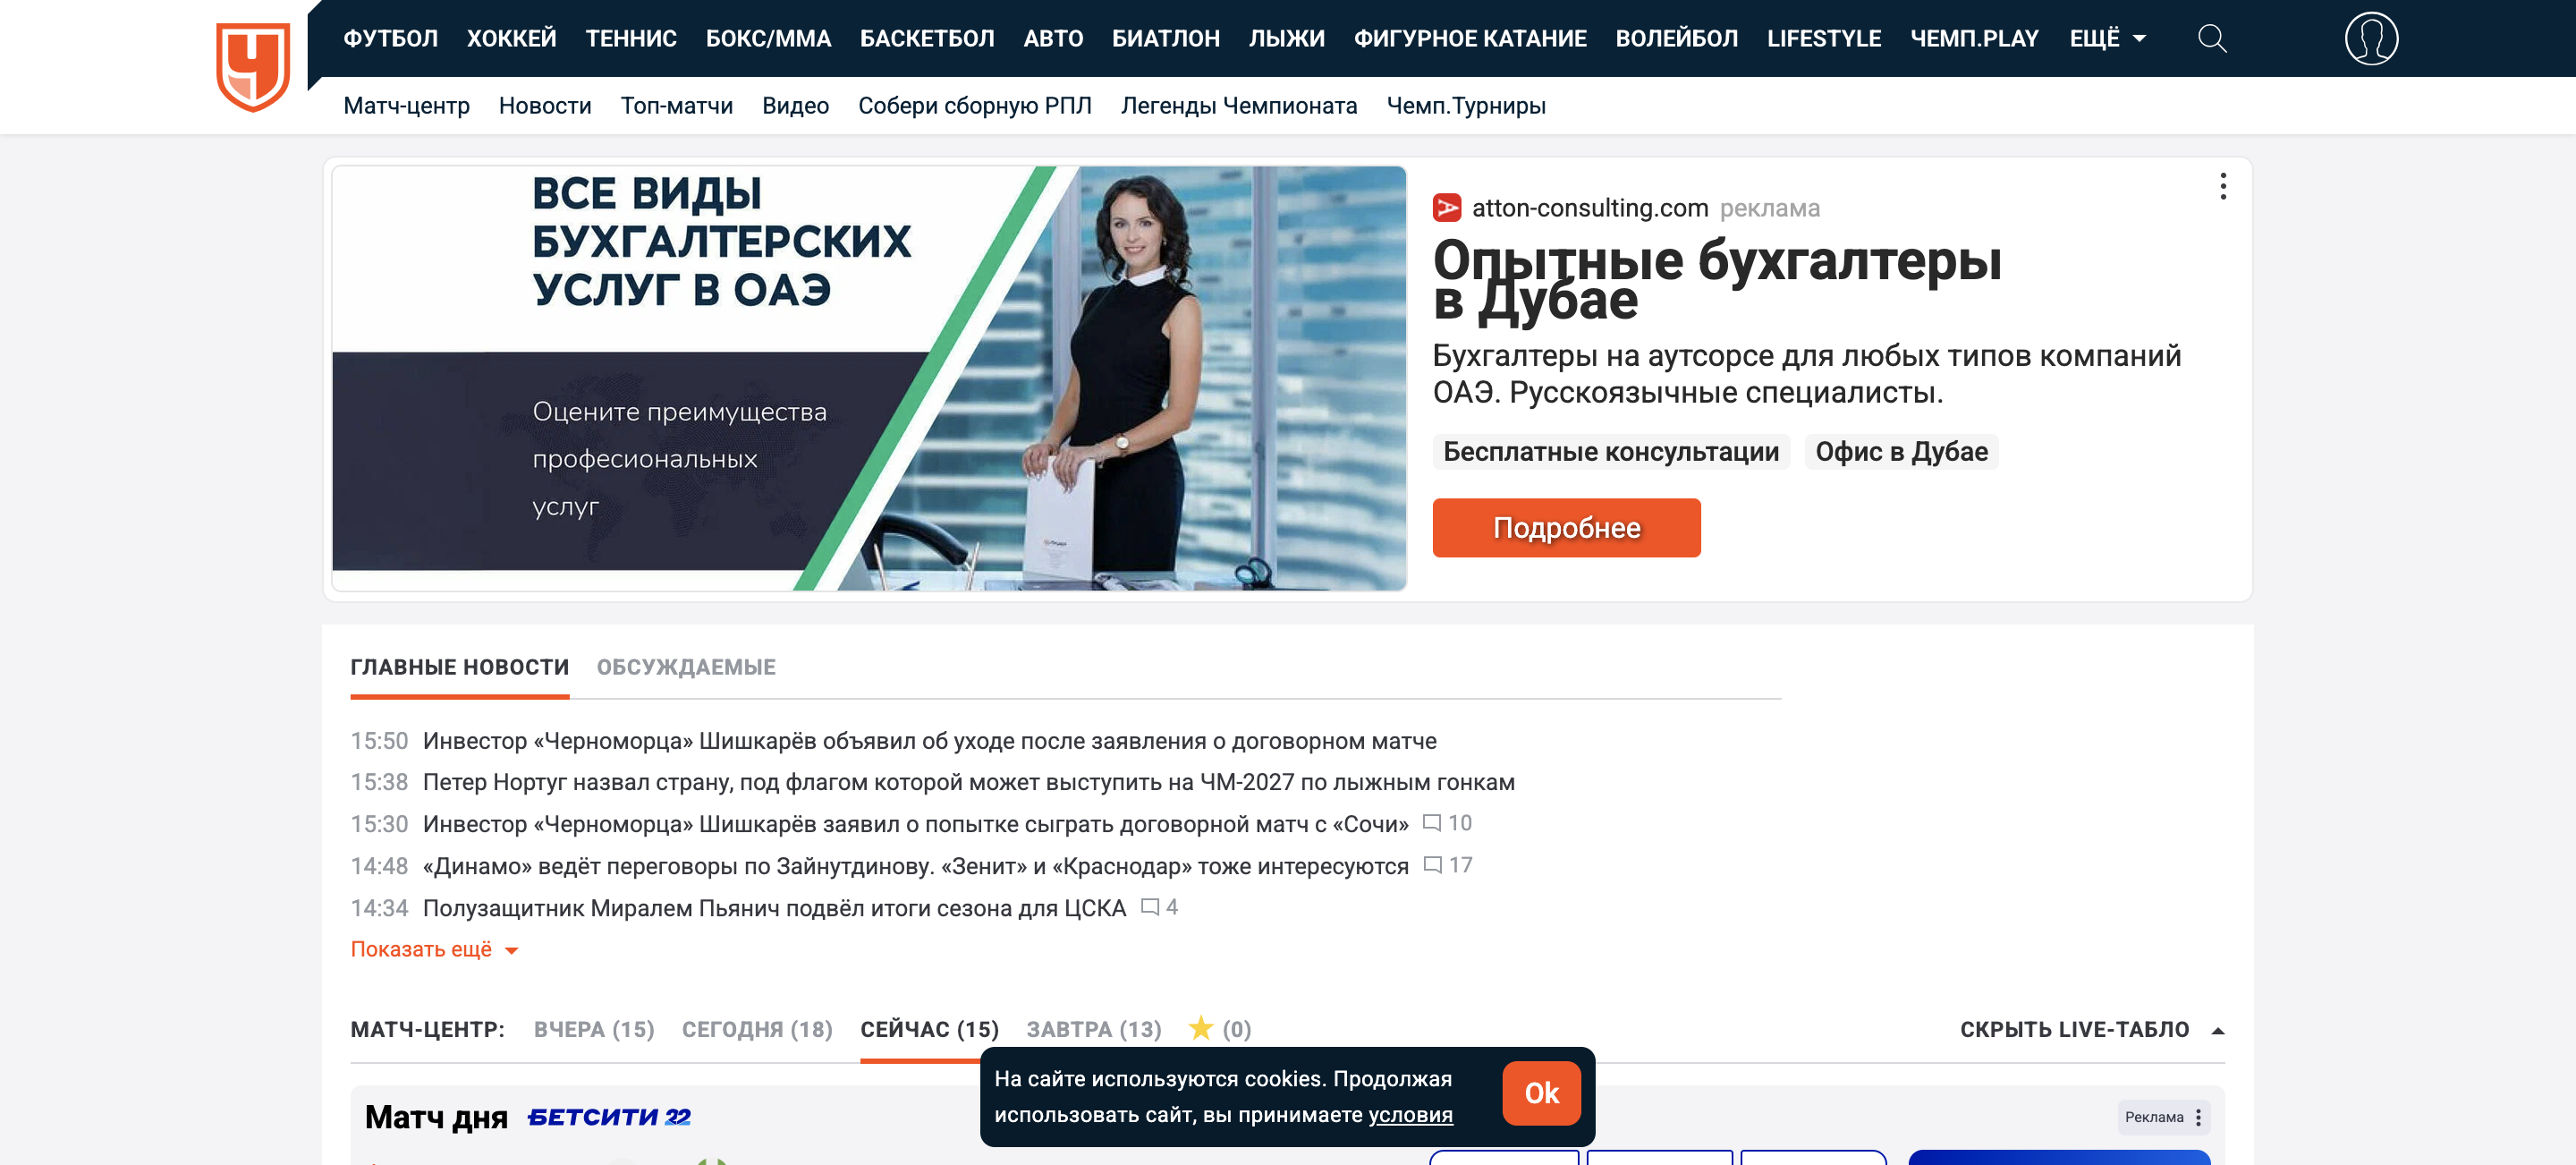 ФУТБОЛ ХОККЕЙ ТЕННИС БОКС/ММА БАСКЕТБОЛ АВТО БИАТЛОН ЛЫЖИ ФИГУРНОЕ КАТАНИЕ ВОЛЕЙБОЛ LIFESTYLE ЧЕМП.PLAY ЕЩЁ
Матч-центр Новости Топ-матчи Видео Собери сборную РПЛ Легенды Чемпионата Чемп.Турниры
ВСЕ ВИДЫ
БУХГАЛТЕРСКИХ
УСЛУГ В ОАЭ
Оцените преимущества
професиональных
услуг
atton-consulting.com реклама
Опытные бухгалтеры
в Дубае
Бухгалтеры на аутсорсе для любых типов компаний
ОАЭ. Русскоязычные специалисты.
Бесплатные консультации Офис в Дубае
Подробнее
ГЛАВНЫЕ НОВОСТИ ОБСУЖДАЕМЫЕ
15:50 Инвестор «Черноморца» Шишкарёв объявил об уходе после заявления о договорном матче
15:38 Петер Нортуг назвал страну, под флагом которой может выступить на ЧМ-2027 по лыжным гонкам
15:30 Инвестор «Черноморца» Шишкарёв заявил о попытке сыграть договорной матч с «Сочи» 10
14:48 «Динамо» ведёт переговоры по Зайнутдинову. «Зенит» и «Краснодар» тоже интересуются 17
14:34 Полузащитник Миралем Пьянич подвёл итоги сезона для ЦСКА 4
Показать ещё
МАТЧ-ЦЕНТР: ВЧЕРА (15) СЕГОДНЯ (18) СЕЙЧАС (15) ЗАВТРА (13) (0) СКРЫТЬ LIVE-ТАБЛО
На сайте используются cookies. Продолжая
использовать сайт, вы принимаете условия
Ok
Матч дня БЕТСИТИ 22
Реклама